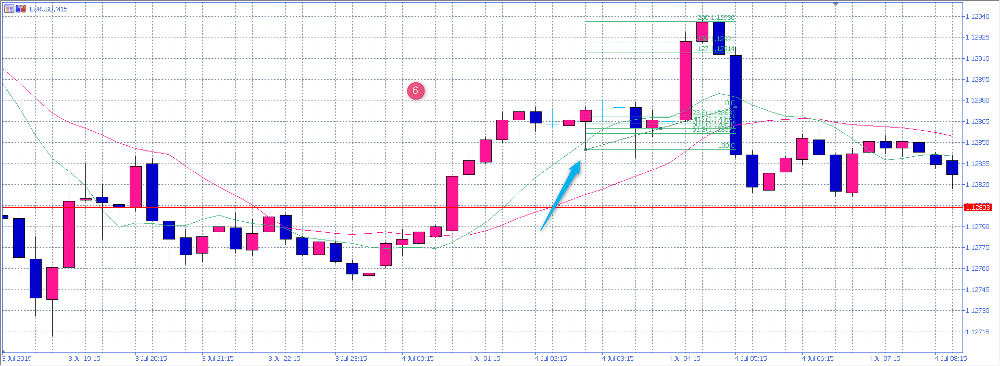 EURUSD,M15
-200 1.12936
1.12940
1.12925
-127 1.12914
1.12910
1.12895
6
1.12880
0.0
23.6(1.12868)
1.12865
1.12850
100.0
1.12835
1.12820
1.12803
1.12790
1.12775
1.12760
1.12745
1.12730
1.12715
3 Jul 2019
3 Jul 19:15
3 Jul 20:15
3 Jul 21:15
3 Jul 22:15
3 Jul 23:15
4 Jul 00:15
4 Jul 01:15
4 Jul 02:15
4 Jul 03:15
4 Jul 04:15
4 Jul 05:15
4 Jul 06:15
4 Jul 07:15
4 Jul 08:15